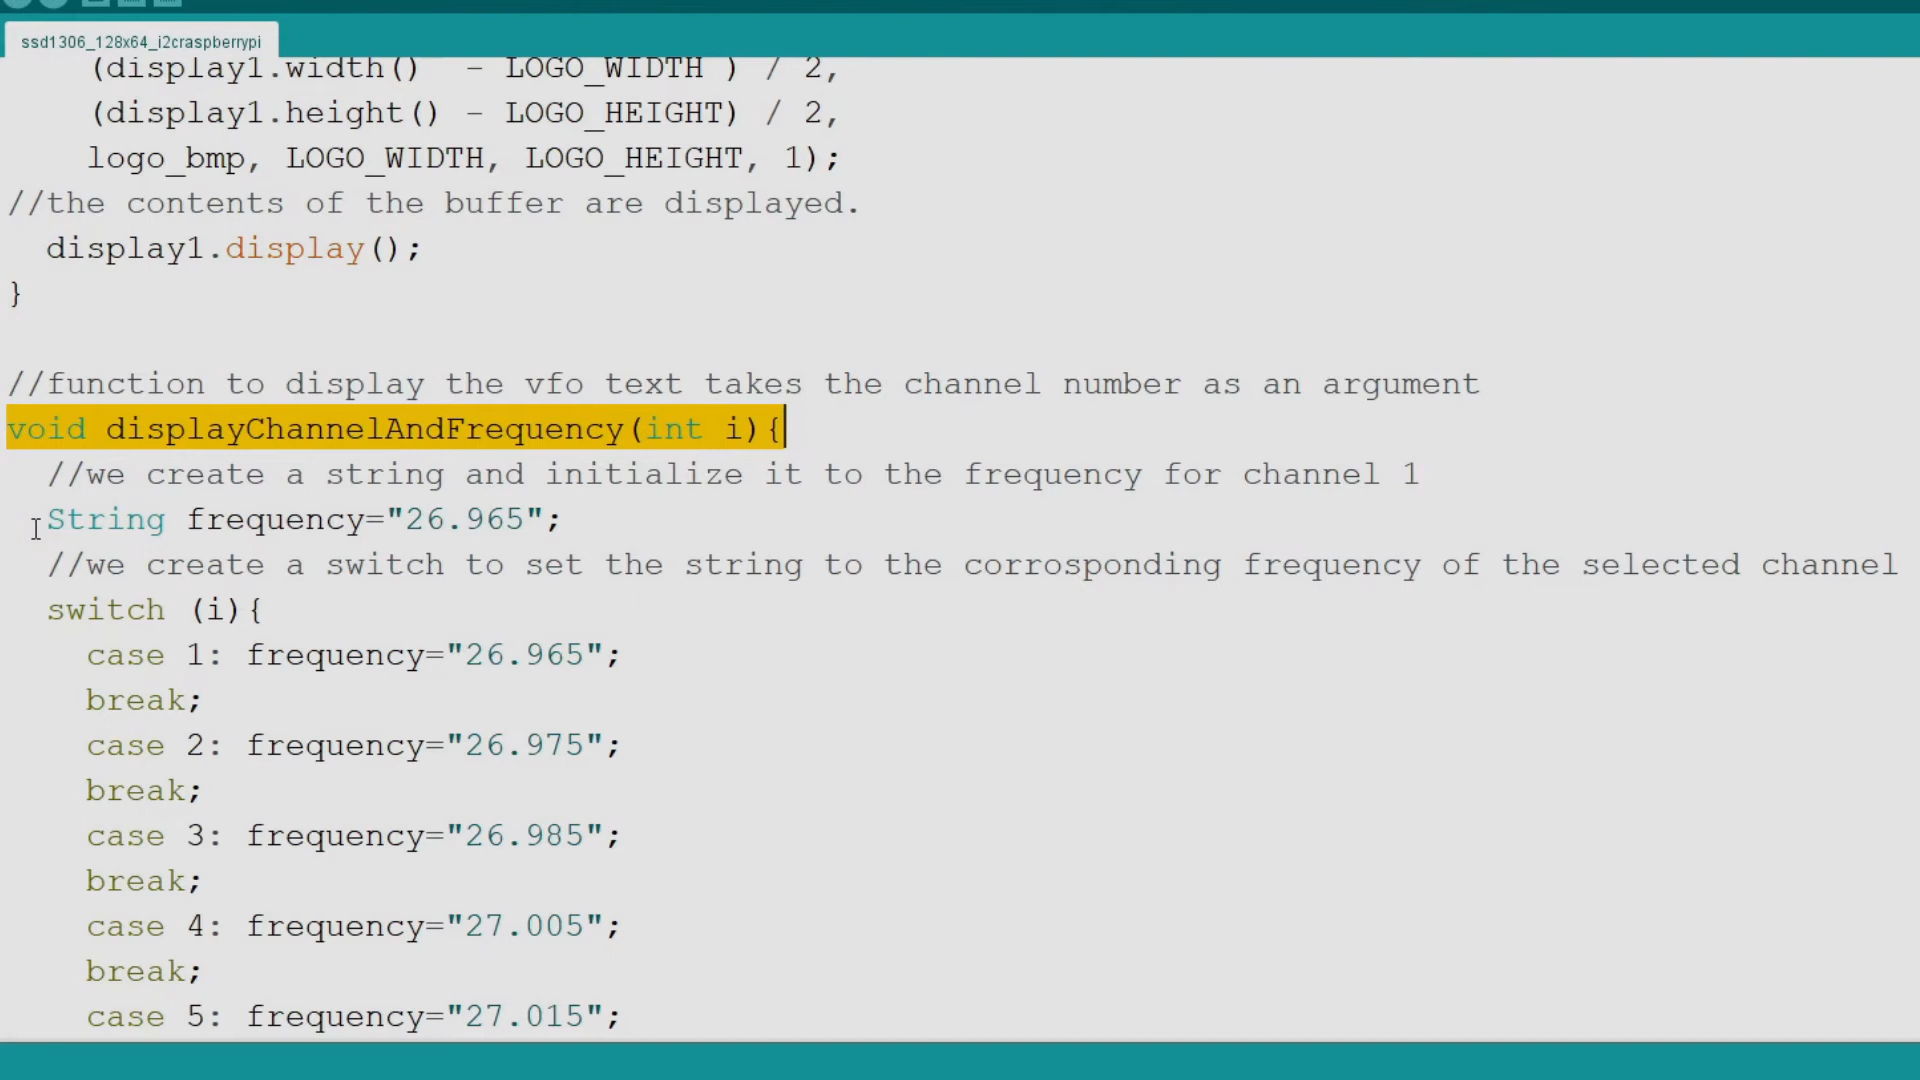 ssd1306_128x64_i2craspberrypi
(display1.width()  - LOGO_WIDTH ) / 2,
(display1.height() - LOGO_HEIGHT) / 2,
logo_bmp, LOGO_WIDTH, LOGO_HEIGHT, 1);
//the contents of the buffer are displayed.
display1.display();
}
//function to display the vfo text takes the channel number as an argument
void displayChannelAndFrequency(int i){
//we create a string and initialize it to the frequency for channel 1
String frequency="26.965";
//we create a switch to set the string to the corrosponding frequency of the selected channel
switch (i){
case 1: frequency="26.965";
break;
case 2: frequency="26.975";
break;
case 3: frequency="26.985";
break;
case 4: frequency="27.005";
break;
case 5: frequency="27.015";